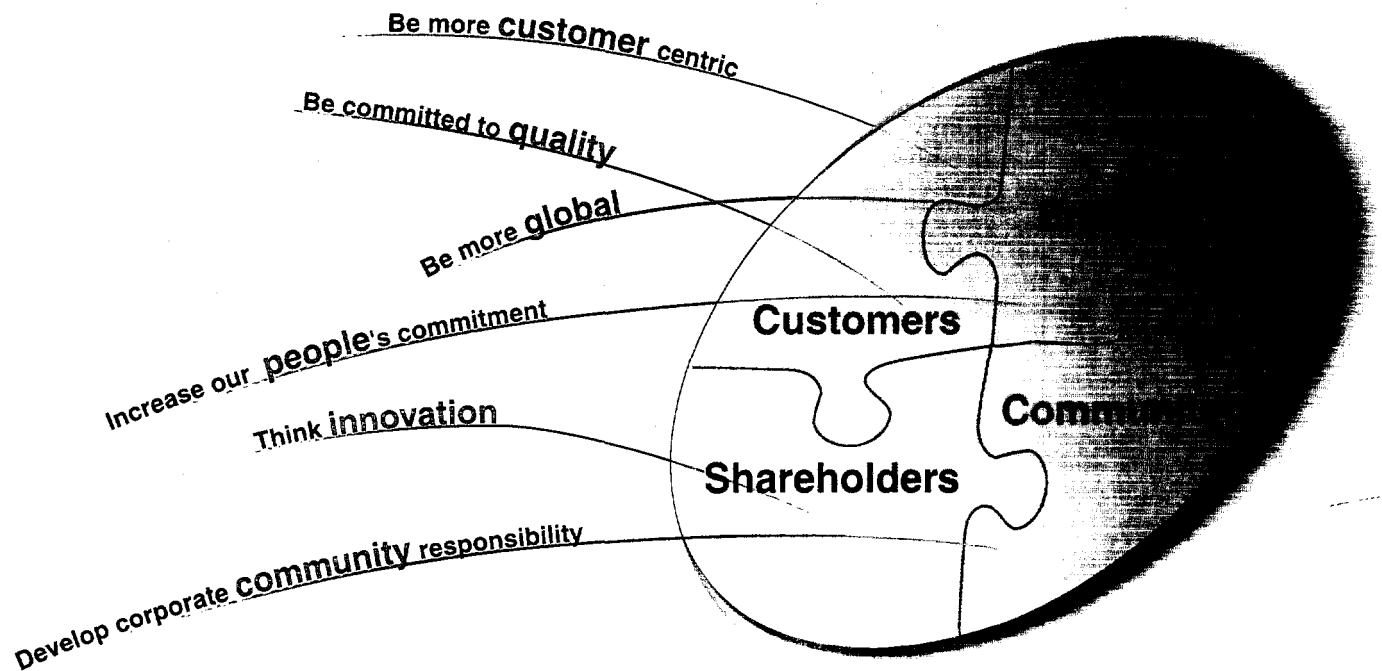 Be more customer centric
Be committed to quality
Be more global
Increase our people's commitment
Customers
Think innovation
Shareholders
Develop corporate community responsibility